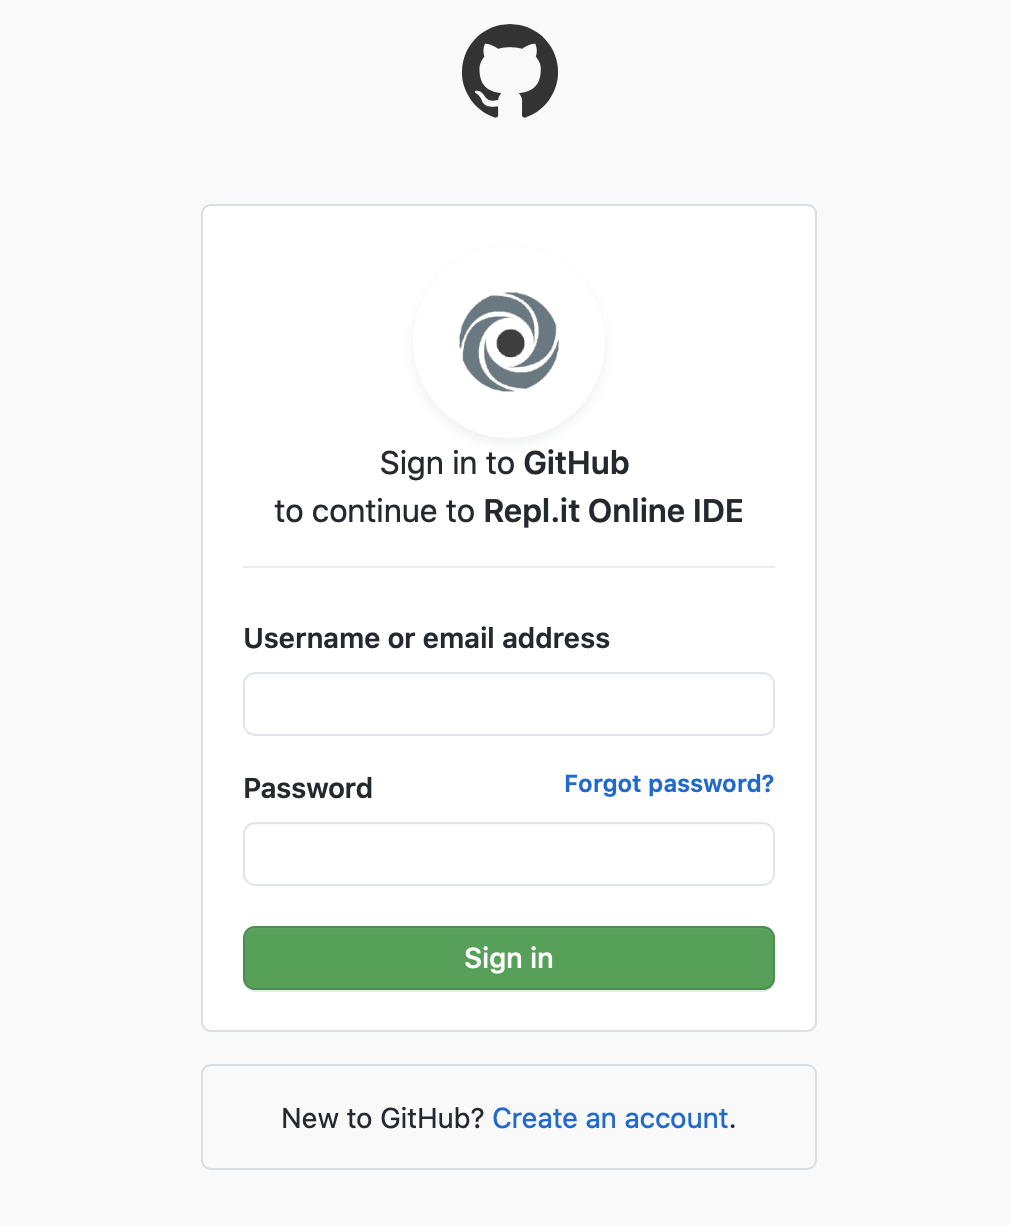 Sign in to GitHub
to continue to Repl.it Online IDE
Username or email address
Password
Forgot password?
Sign in
New to GitHub? Create an account.